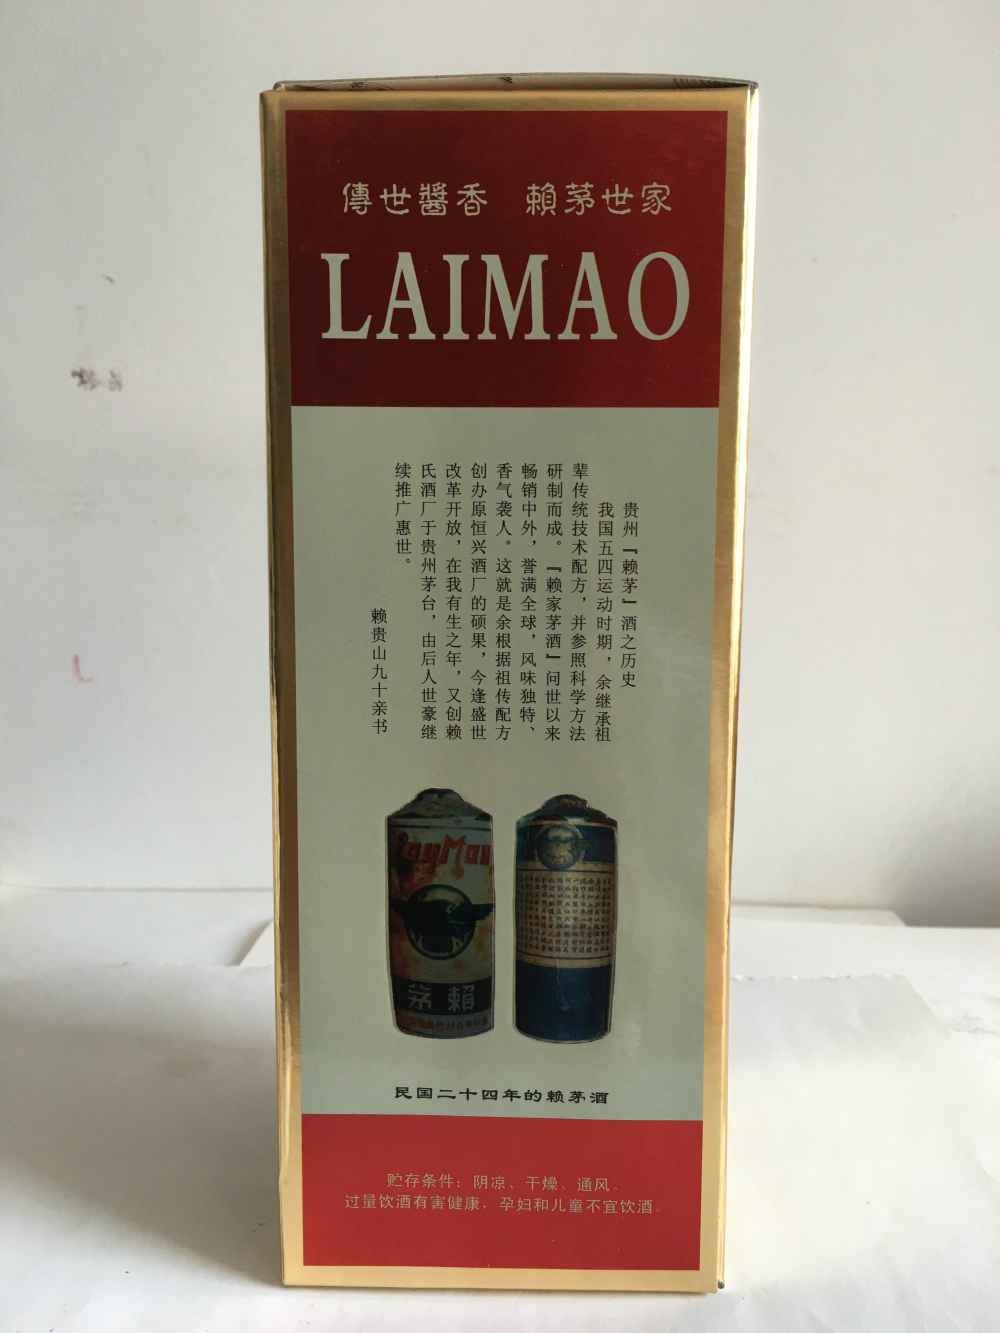 傳世醬香 賴茅世家
LAIMAO
贵州『赖茅』酒之历史
我国五四运动时期，余继承祖
辈传统技术配方，并参照科学方法
研制而成。『赖家茅酒』问世以来
畅销中外，誉满全球，风味独特、
香气袭人。这就是余根据祖传配方
创办原恒兴酒厂的硕果，今逢盛世
改革开放，在我有生之年，又创赖
氏酒厂于贵州茅台，由后人世豪继
续推广惠世。
赖贵山九十亲书
LayMau
茅賴
民国二十四年的赖茅酒
贮存条件：阴凉、干燥、通风。
过量饮酒有害健康，孕妇和儿童不宜饮酒。